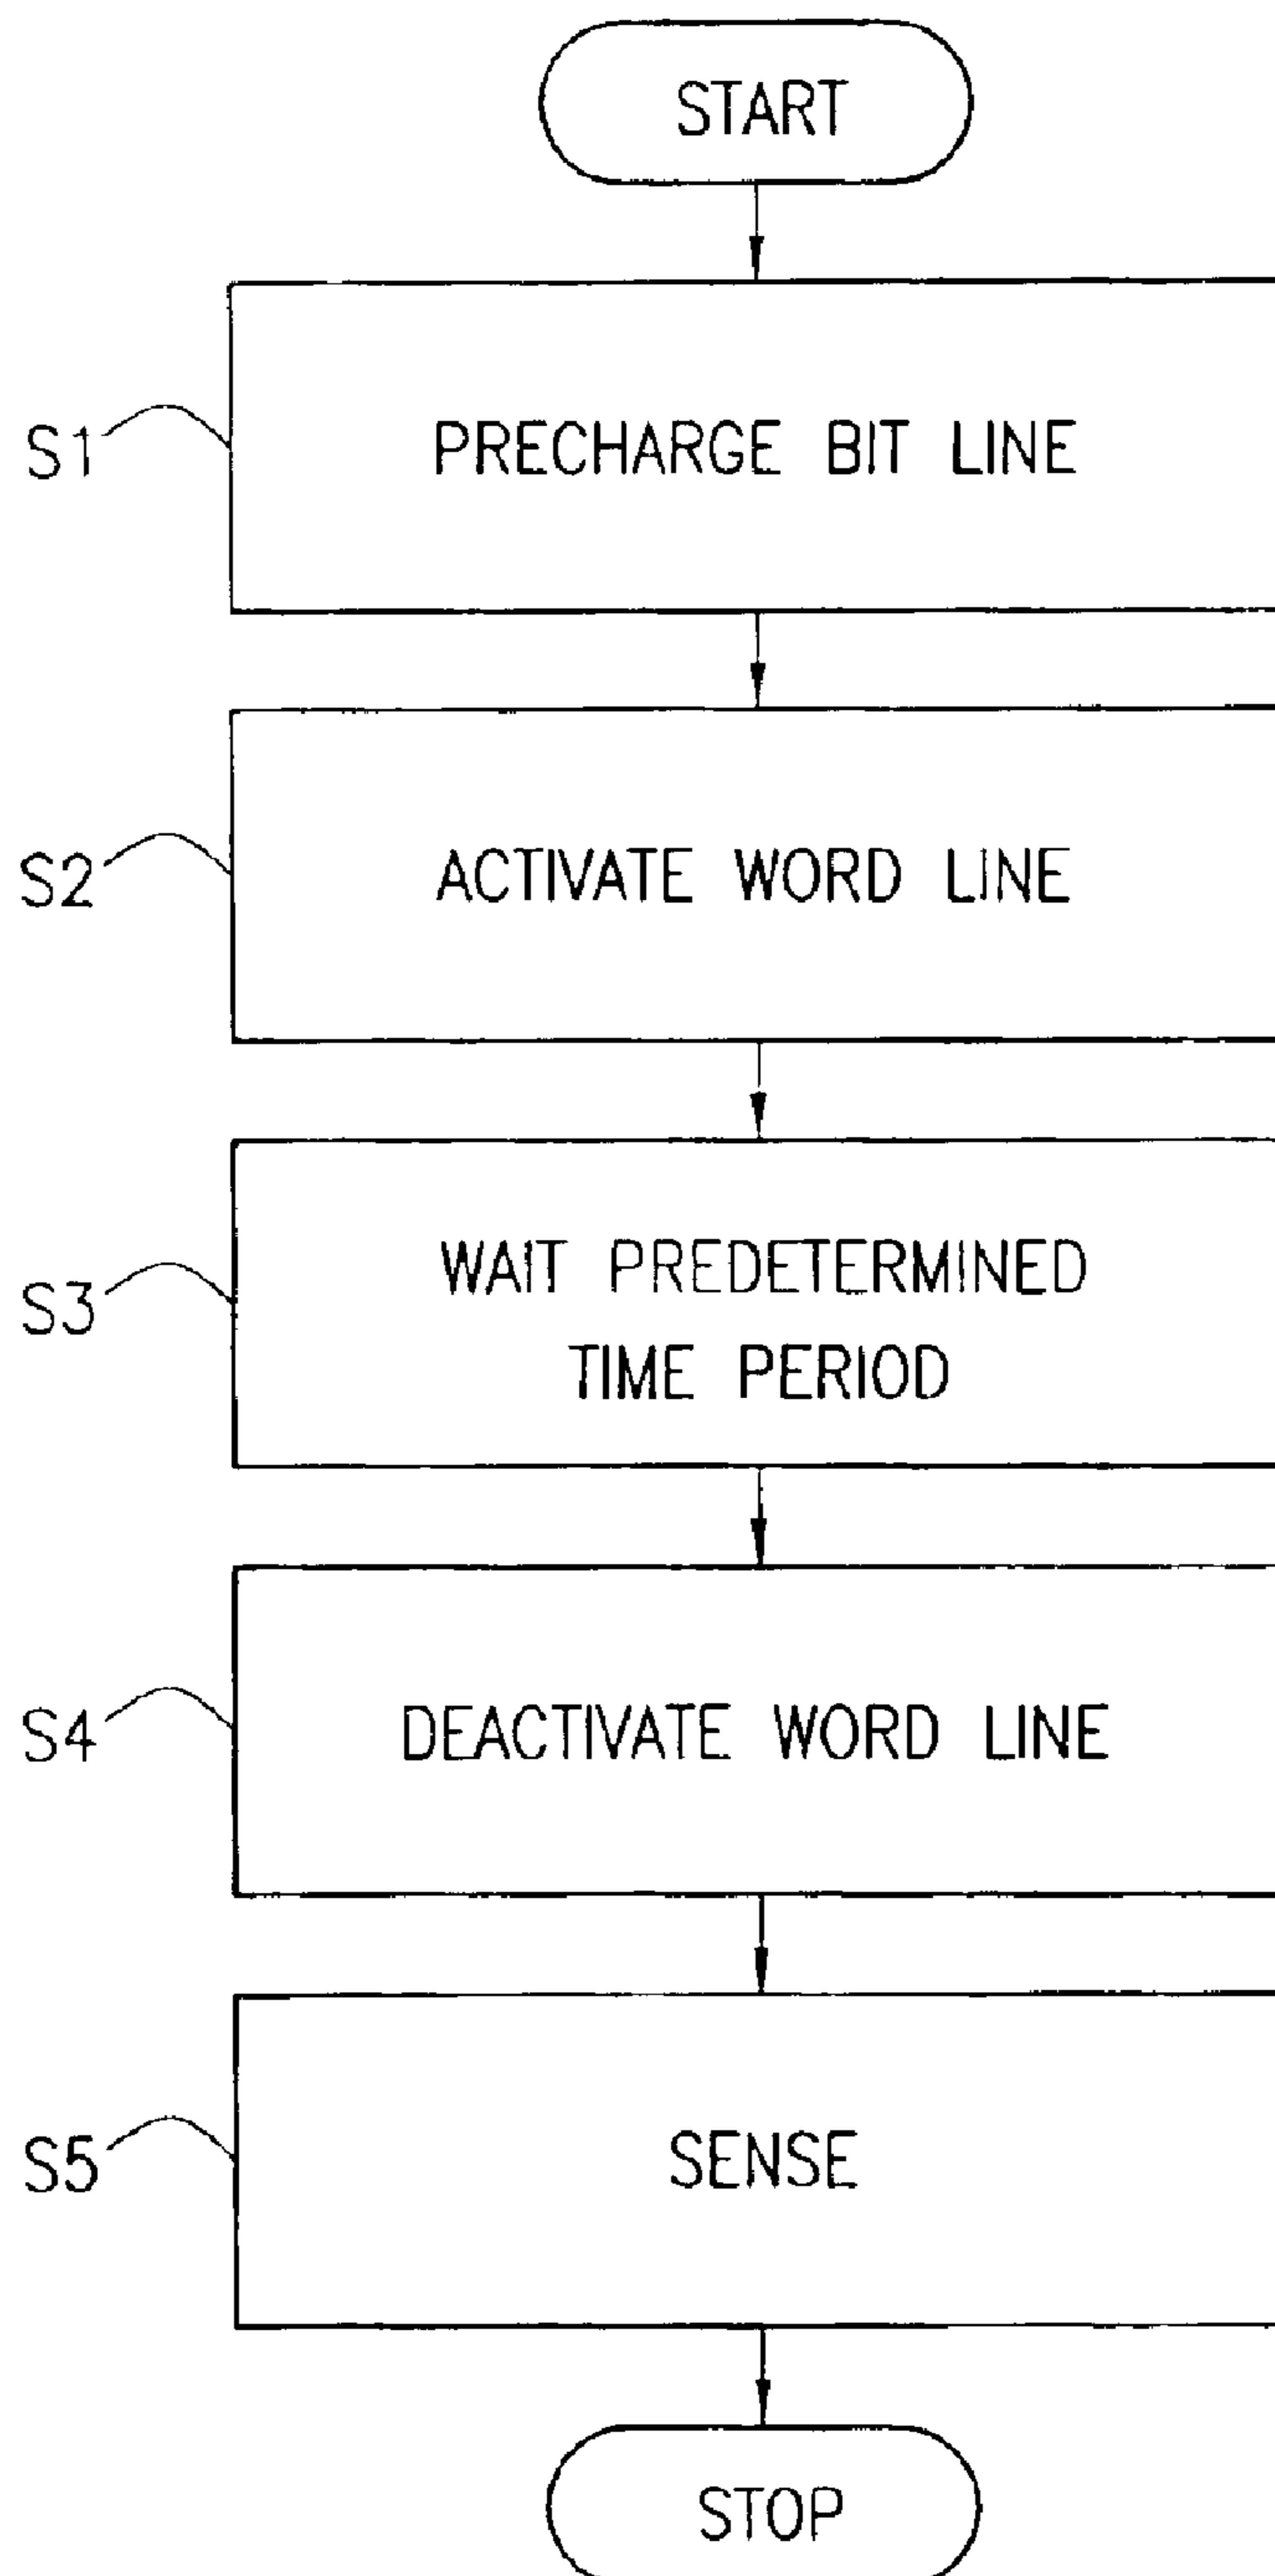 START
S1
PRECHARGE BIT LINE
S2
ACTIVATE WORD LINE
S3
WAIT PREDETERMINED
TIME PERIOD
S4
DEACTIVATE WORD LINE
S5
SENSE
STOP